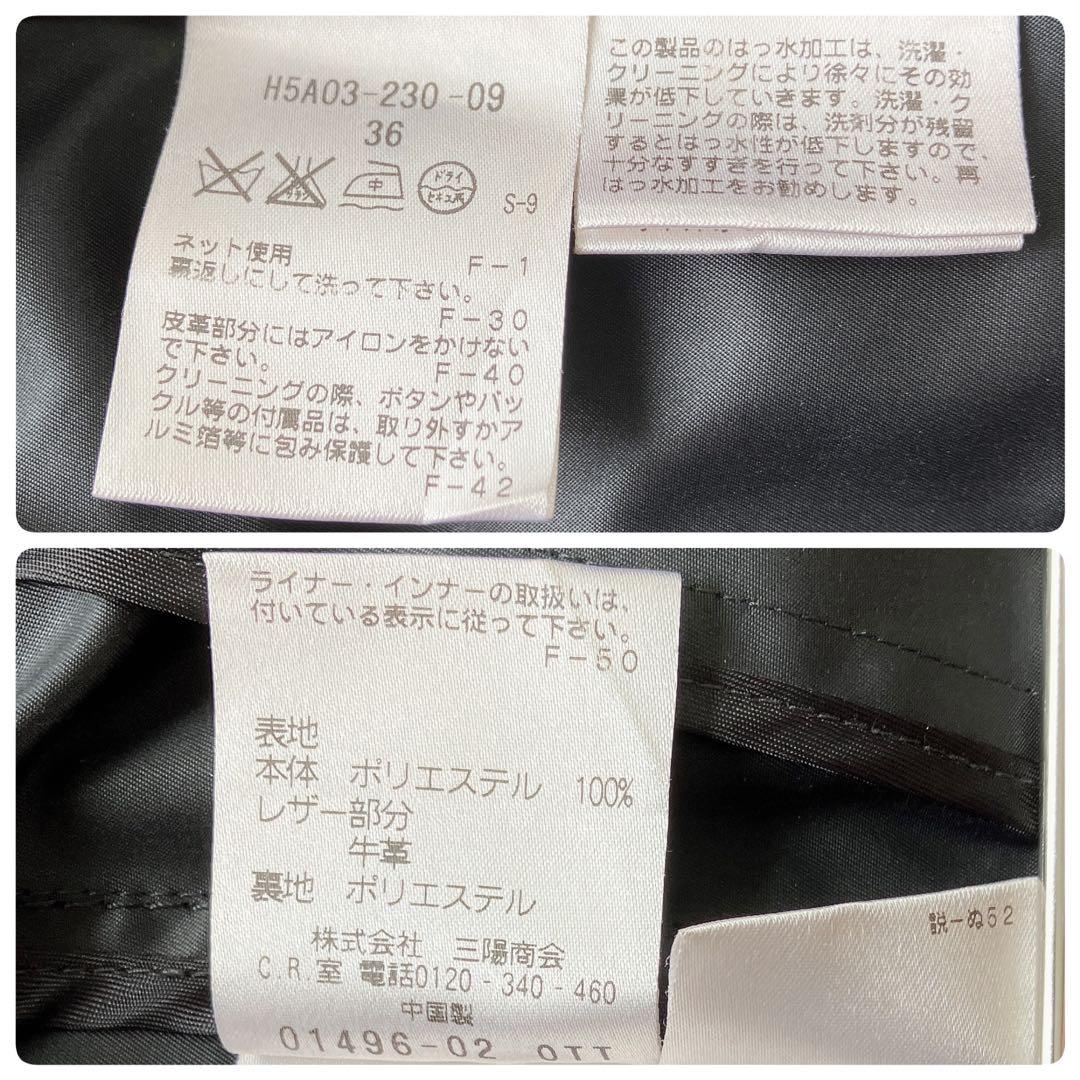 H5A03-230-09
36
中
ドライ
セキユ系
S-9
ネット使用 F-1
裏返しにして洗って下さい。
F-30
皮革部分にはアイロンをかけない
で下さい。 F-40
クリーニングの際、ボタンやバッ
クル等の付属品は、取り外すかア
ルミ箔等に包み保護して下さい。
F-42
この製品のはっ水加工は、洗濯・
クリーニングにより徐々にその効
果が低下していきます。洗濯・ク
リーニングの際は、洗剤分が残留
するとはっ水性が低下しますので、
十分なすすぎを行って下さい。再
はっ水加工をお勧めします。
ライナー・インナーの取扱いは、
付いている表示に従って下さい。
F-50
表地
本体 ポリエステル 100%
レザー部分
牛革
裏地 ポリエステル
株式会社 三陽商会
C.R.室 電話0120-340-460
中国製
01496-02 OTT
説-ぬ52